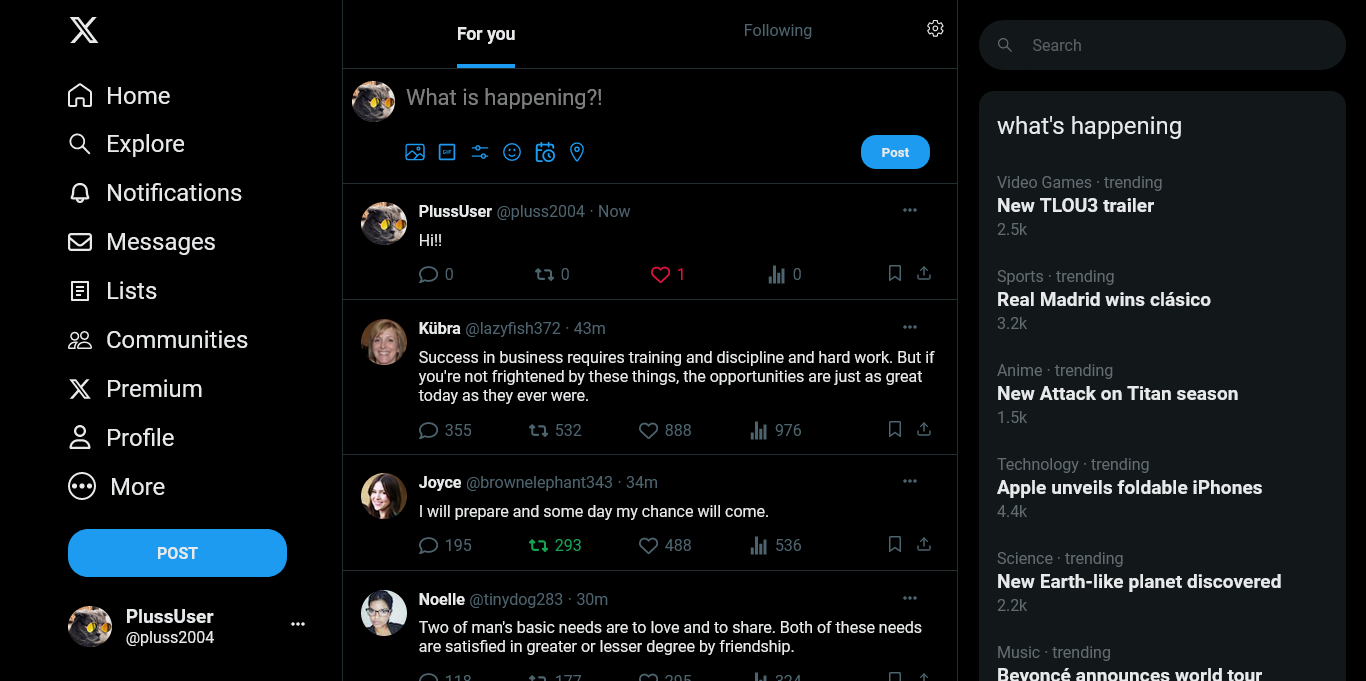 Home
Explore
Notifications
Messages
Lists
Communities
Premium
Profile
More
POST
PlussUser
@pluss2004
For you
Following
What is happening?!
GIF
Post
PlussUser @pluss2004 · Now
Hi!!
0 0 1 0
Kübra @lazyfish372 · 43m
Success in business requires training and discipline and hard work. But if
you're not frightened by these things, the opportunities are just as great
today as they ever were.
355 532 888 976
Joyce @brownelephant343 · 34m
I will prepare and some day my chance will come.
195 293 488 536
Noelle @tinydog283 · 30m
Two of man's basic needs are to love and to share. Both of these needs
are satisfied in greater or lesser degree by friendship.
118 177 295 324
Search
what's happening
Video Games · trending
New TLOU3 trailer
2.5k
Sports · trending
Real Madrid wins clásico
3.2k
Anime · trending
New Attack on Titan season
1.5k
Technology · trending
Apple unveils foldable iPhones
4.4k
Science · trending
New Earth-like planet discovered
2.2k
Music · trending
Beyoncé announces world tour